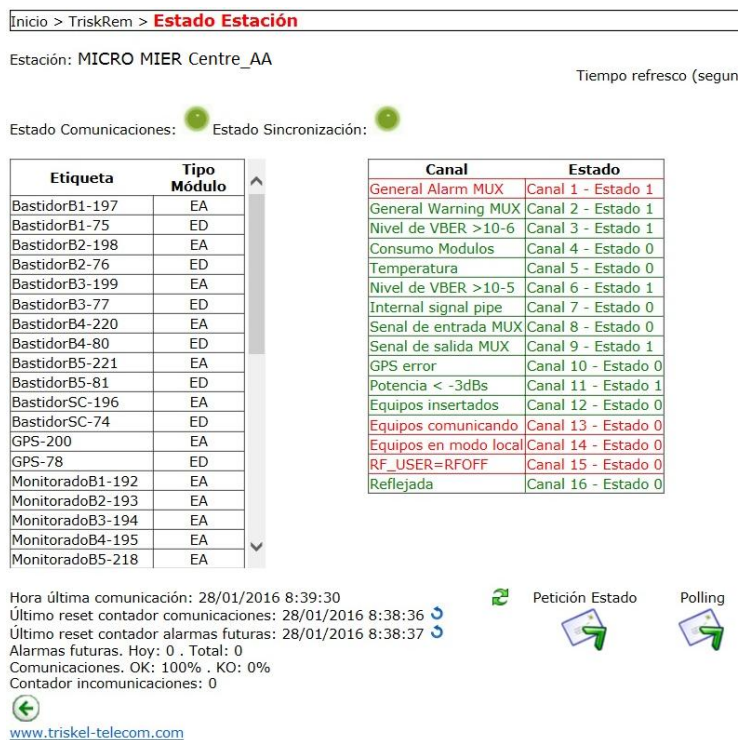 Inicio > TriskRem > Estado Estación
Estación: MICRO MIER Centre_AA
Tiempo refresco (segun
Estado Comunicaciones: Estado Sincronización:
Etiqueta Tipo Módulo
BastidorB1-197 EA
BastidorB1-75 ED
BastidorB2-198 EA
BastidorB2-76 ED
BastidorB3-199 EA
BastidorB3-77 ED
BastidorB4-220 EA
BastidorB4-80 ED
BastidorB5-221 EA
BastidorB5-81 ED
BastidorSC-196 EA
BastidorSC-74 ED
GPS-200 EA
GPS-78 ED
MonitoradoB1-192 EA
MonitoradoB2-193 EA
MonitoradoB3-194 EA
MonitoradoB4-195 EA
MonitoradoB5-218 EA
Canal Estado
General Alarm MUX Canal 1 - Estado 1
General Warning MUX Canal 2 - Estado 1
Nivel de VBER >10-6 Canal 3 - Estado 1
Consumo Modulos Canal 4 - Estado 0
Temperatura Canal 5 - Estado 0
Nivel de VBER >10-5 Canal 6 - Estado 1
Internal signal pipe Canal 7 - Estado 0
Senal de entrada MUX Canal 8 - Estado 0
Senal de salida MUX Canal 9 - Estado 1
GPS error Canal 10 - Estado 0
Potencia < -3dBs Canal 11 - Estado 1
Equipos insertados Canal 12 - Estado 0
Equipos comunicando Canal 13 - Estado 0
Equipos en modo local Canal 14 - Estado 0
RF_USER=RFOFF Canal 15 - Estado 0
Reflejada Canal 16 - Estado 0
Hora última comunicación: 28/01/2016 8:39:30
Último reset contador comunicaciones: 28/01/2016 8:38:36
Último reset contador alarmas futuras: 28/01/2016 8:38:37
Alarmas futuras. Hoy: 0 . Total: 0
Comunicaciones. OK: 100% . KO: 0%
Contador incomunicaciones: 0
Petición Estado Polling
www.triskel-telecom.com